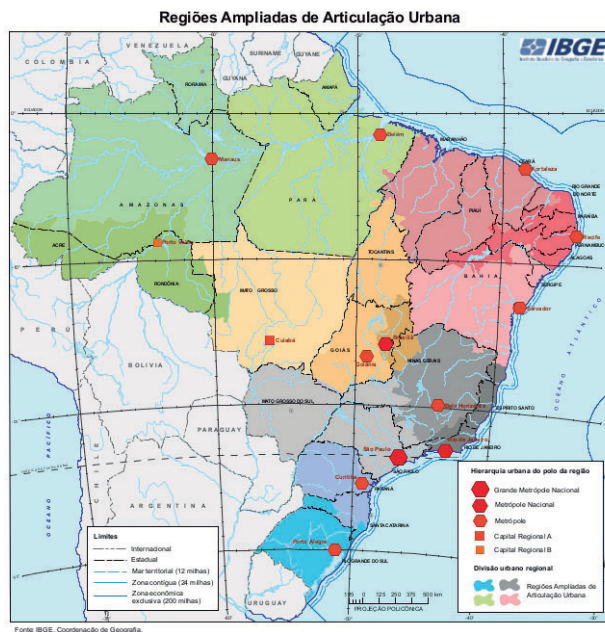 Regiões Ampliadas de Articulação Urbana
IBGE
VENEZUELA
SURINAME
GUYANE
COLOMBIA
GUYANA
RORAIMA
AMAPÁ
EQUADOR
EQUADOR
Belém
MARANHÃO
Manaus
CEARÁ
Fortaleza
RIO GRANDE
DO NORTE
AMAZONAS
PARÁ
PIAUÍ
PARAÍBA
Recife
ACRE
PERNAMBUCO
TOCANTINS
ALAGOAS
RONDÔNIA
MATO GROSSO
BAHIA
SERGIPE
PERÚ
Salvador
Cuiabá
Brasília
GOIÁS
Goiânia
MINAS GERAIS
BOLIVIA
OCEANO ATLÂNTICO
MATO GROSSO DO SUL
Belo Horizonte
ESPÍRITO SANTO
PARAGUAY
São Paulo
Rio de Janeiro
RIO DE JANEIRO
SÃO PAULO
OCEANO PACÍFICO
CHILE
Curitiba
PARANÁ
ARGENTINA
SANTA CATARINA
Porto Alegre
RIO GRANDE DO SUL
URUGUAY
Hierarquia urbana do polo da
região
Grande Metrópole Nacional
Metrópole Nacional
Metrópole
Capital Regional A
Capital Regional B
Divisão urbano regional
Regiões Ampliadas de
Articulação Urbana
Limites
Internacional
Estadual
Mar territorial (12 milhas)
Zona contígua (24 milhas)
Zona econômica
exclusiva (200 milhas)
PROJEÇÃO POLICÔNICA
Fonte: IBGE, Coordenação de Geografia.